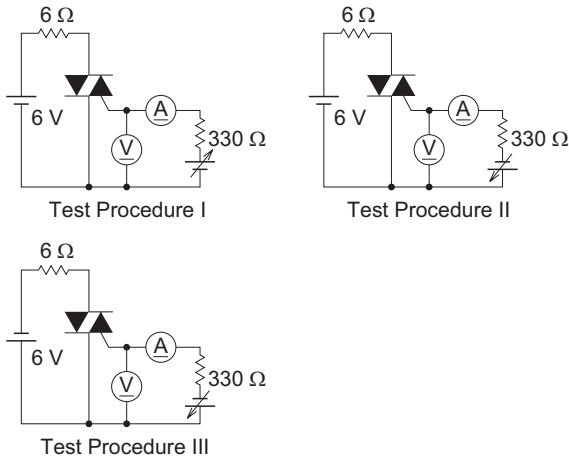 6 Ω
6 V
A
V
330 Ω
Test Procedure I
6 Ω
6 V
A
V
330 Ω
Test Procedure II
6 Ω
6 V
A
V
330 Ω
Test Procedure III